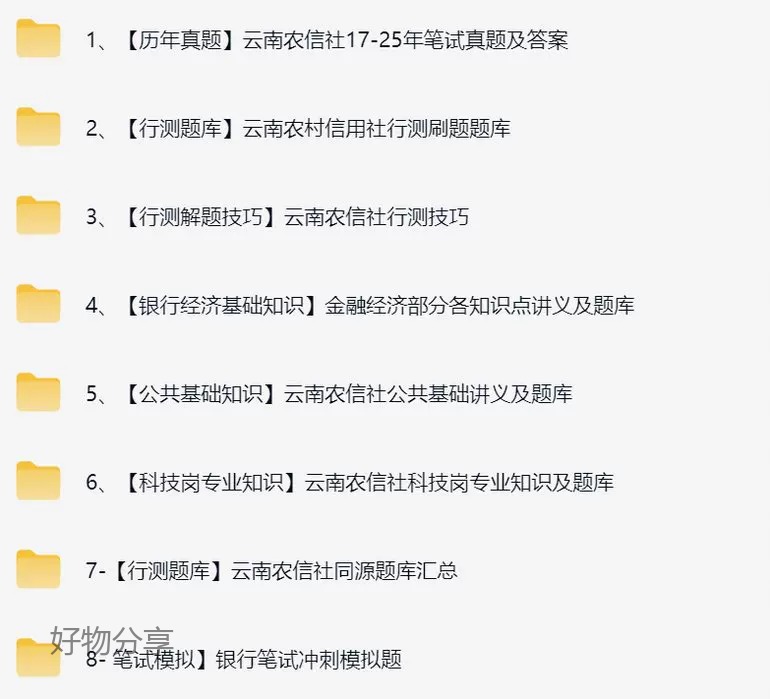 1、【历年真题】云南农信社17-25年笔试真题及答案
2、【行测题库】云南农村信用社行测刷题题库
3、【行测解题技巧】云南农信社行测技巧
4、【银行经济基础知识】金融经济部分各知识点讲义及题库
5、【公共基础知识】云南农信社公共基础讲义及题库
6、【科技岗专业知识】云南农信社科技岗专业知识及题库
7-【行测题库】云南农信社同源题库汇总
好物分享
8- 笔试模拟】银行笔试冲刺模拟题